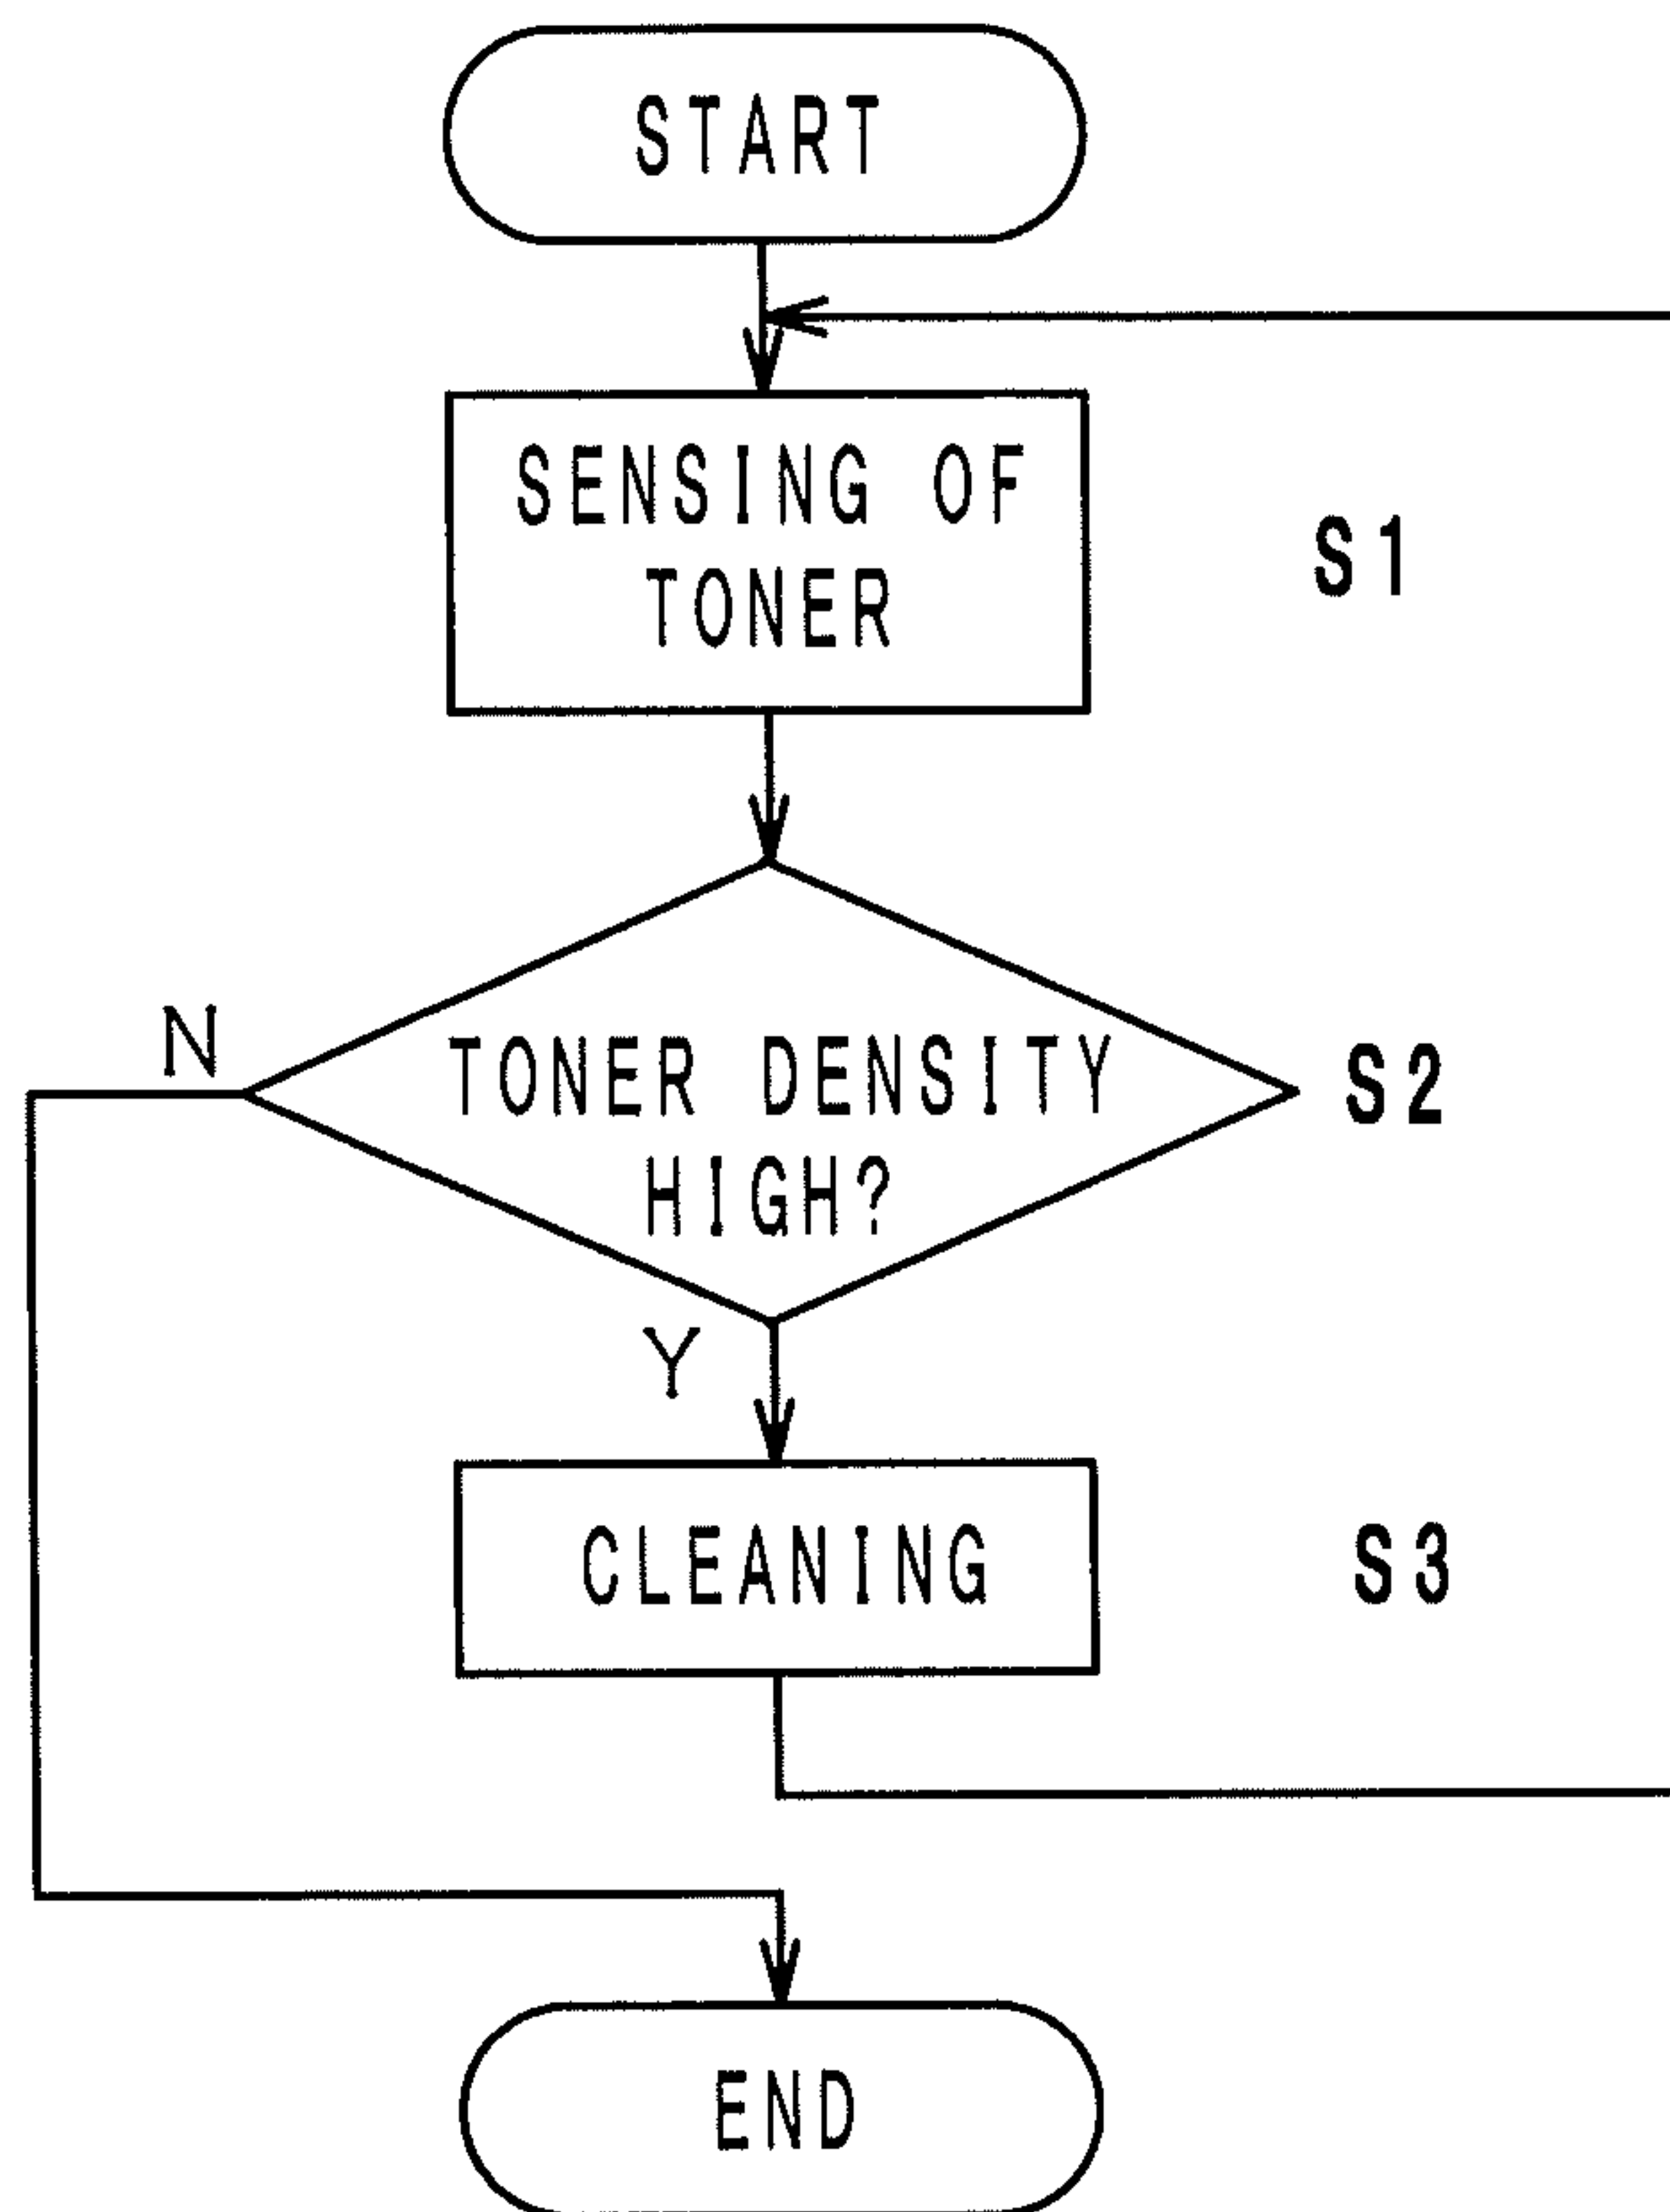 START
SENSING OF
TONER
S1
N
TONER DENSITY
HIGH?
S2
Y
CLEANING
S3
END